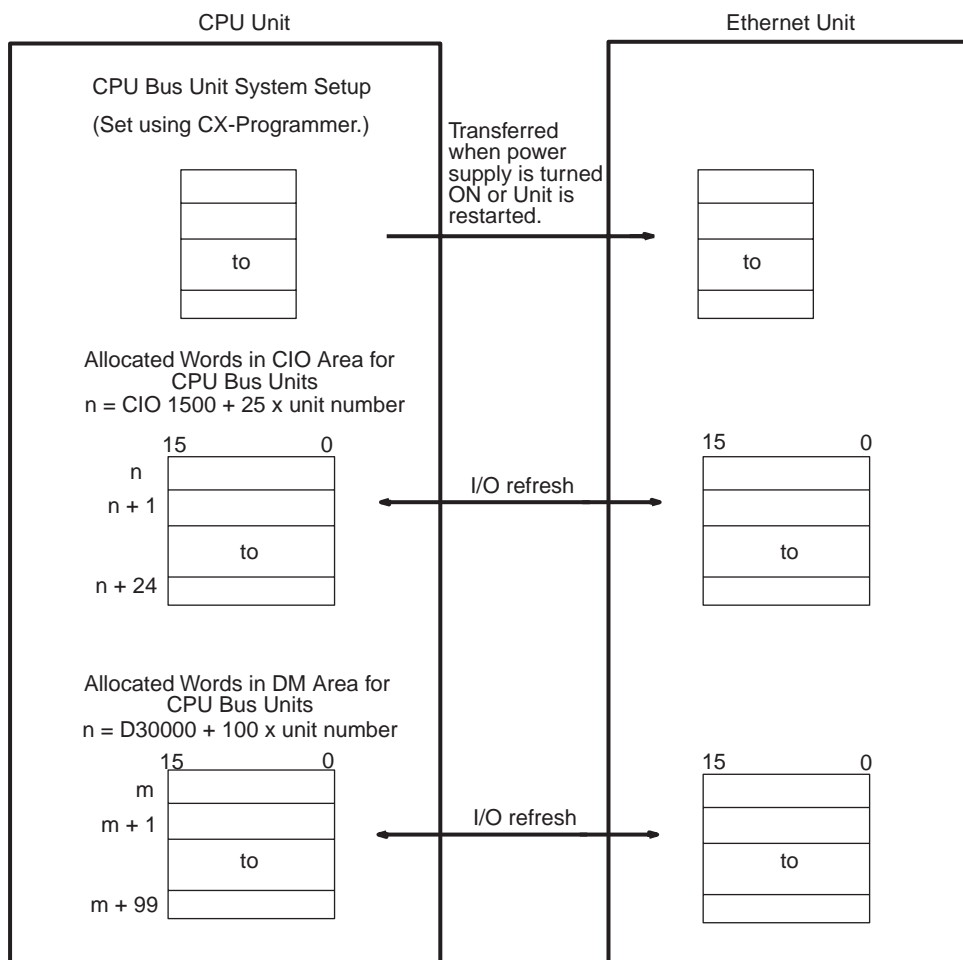 CPU Unit
Ethernet Unit
CPU Bus Unit System Setup
(Set using CX-Programmer.)
Transferred
when power
supply is turned
ON or Unit is
restarted.
to
to
Allocated Words in CIO Area for
CPU Bus Units
n = CIO 1500 + 25 x unit number
15 0
15 0
n
n + 1
I/O refresh
to
to
n + 24
Allocated Words in DM Area for
CPU Bus Units
n = D30000 + 100 x unit number
15 0
15 0
m
m + 1
I/O refresh
to
to
m + 99